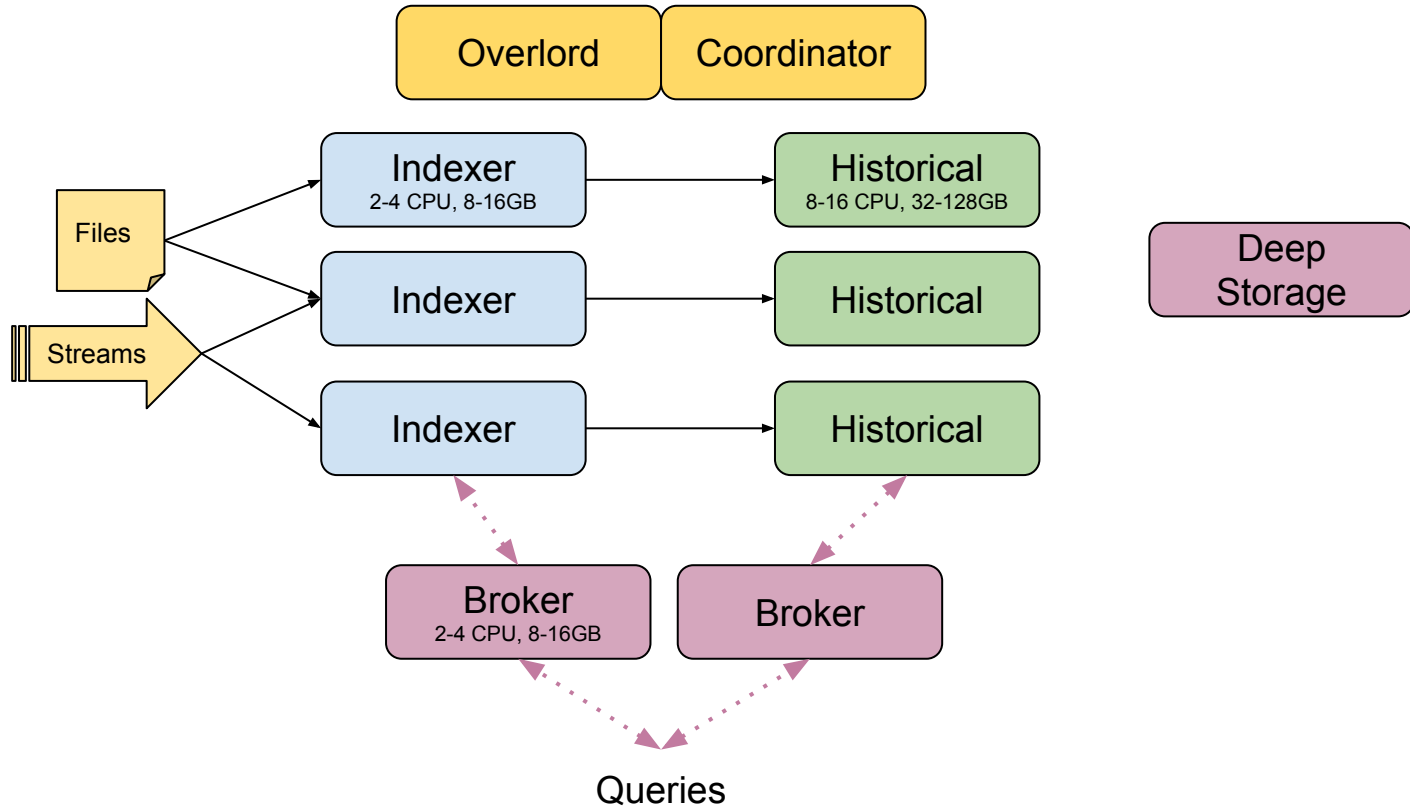 Overlord
Coordinator
Indexer
2-4 CPU, 8-16GB
Historical
8-16 CPU, 32-128GB
Files
Deep
Storage
Indexer
Historical
Streams
Indexer
Historical
Broker
2-4 CPU, 8-16GB
Broker
Queries